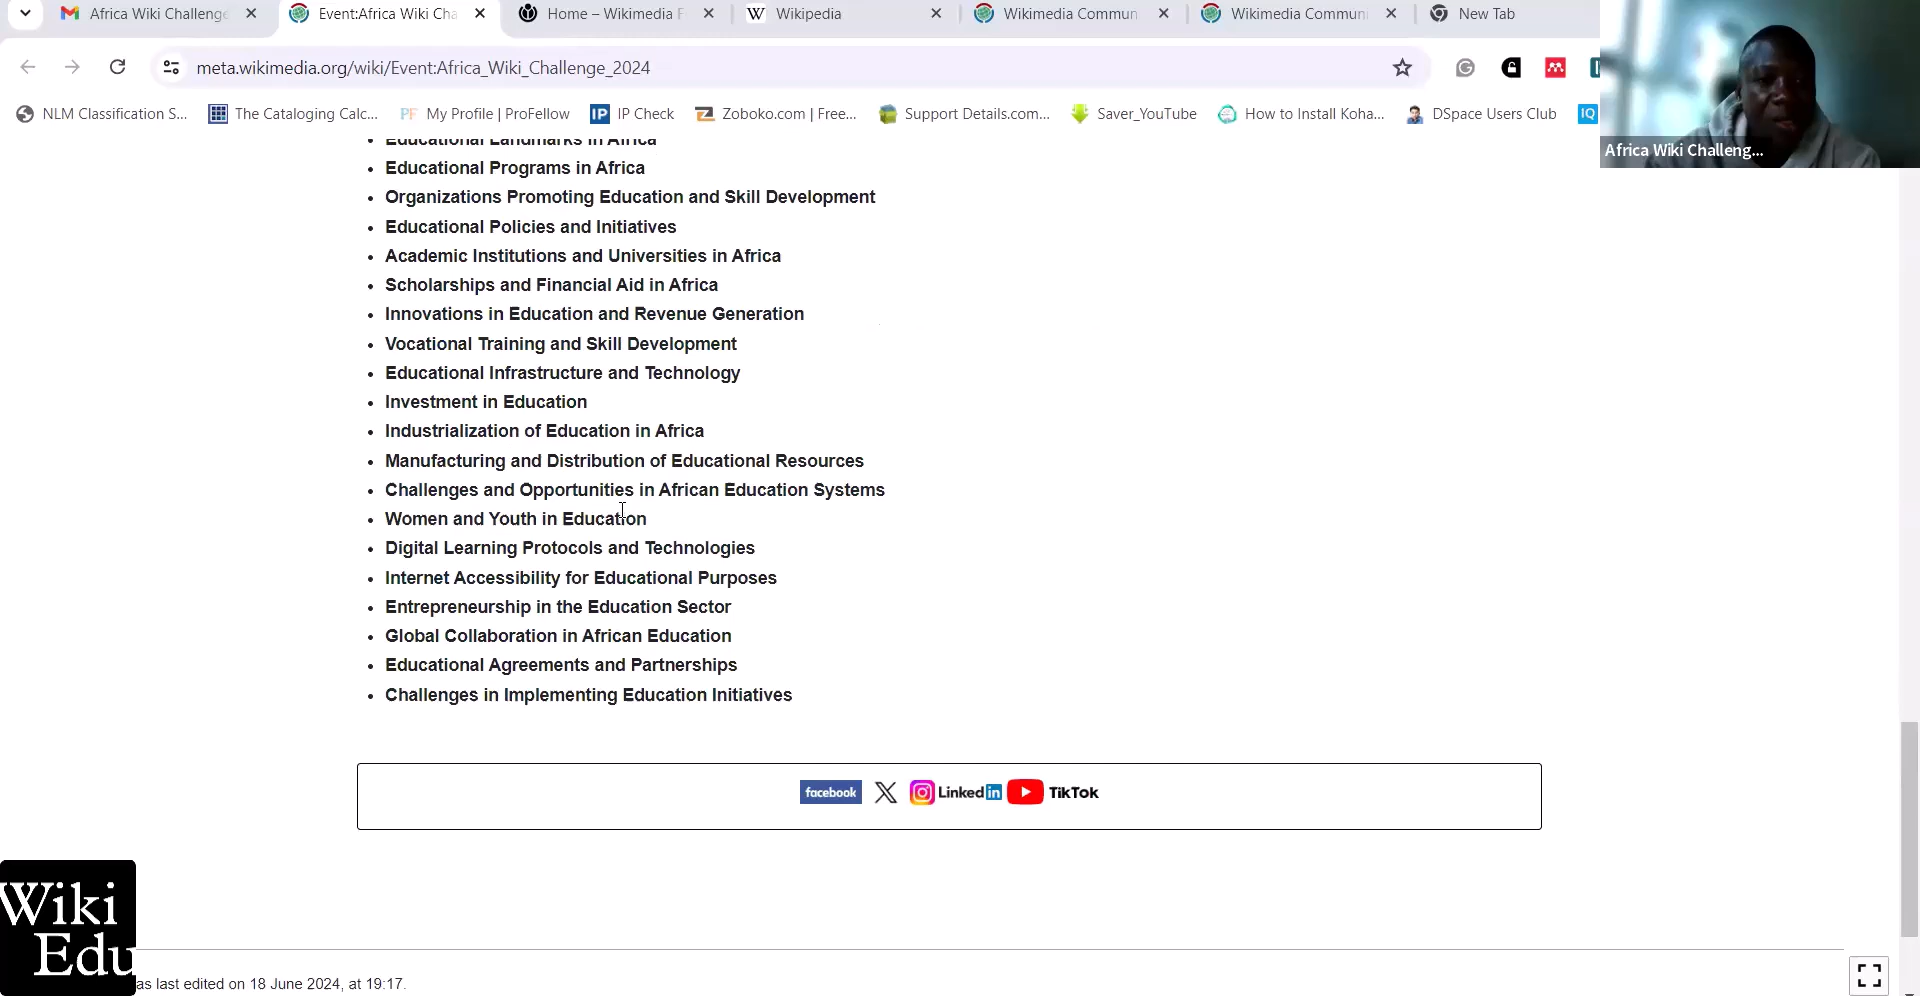 Africa Wiki Challenge
Event:Africa Wiki Cha
Home – Wikimedia F
Wikipedia
Wikimedia Commun
Wikimedia Commun
New Tab
meta.wikimedia.org/wiki/Event:Africa_Wiki_Challenge_2024
NLM Classification S...
The Cataloging Calc...
PF My Profile | ProFellow
IP IP Check
Zoboko.com | Free...
Support Details.com...
Saver_YouTube
How to Install Koha...
DSpace Users Club
IQ
Africa Wiki Challeng...
Educational Landmarks in Africa
Educational Programs in Africa
Organizations Promoting Education and Skill Development
Educational Policies and Initiatives
Academic Institutions and Universities in Africa
Scholarships and Financial Aid in Africa
Innovations in Education and Revenue Generation
Vocational Training and Skill Development
Educational Infrastructure and Technology
Investment in Education
Industrialization of Education in Africa
Manufacturing and Distribution of Educational Resources
Challenges and Opportunities in African Education Systems
Women and Youth in Education
Digital Learning Protocols and Technologies
Internet Accessibility for Educational Purposes
Entrepreneurship in the Education Sector
Global Collaboration in African Education
Educational Agreements and Partnerships
Challenges in Implementing Education Initiatives
facebook X Linkedin TikTok
Wiki
Edu
as last edited on 18 June 2024, at 19:17.